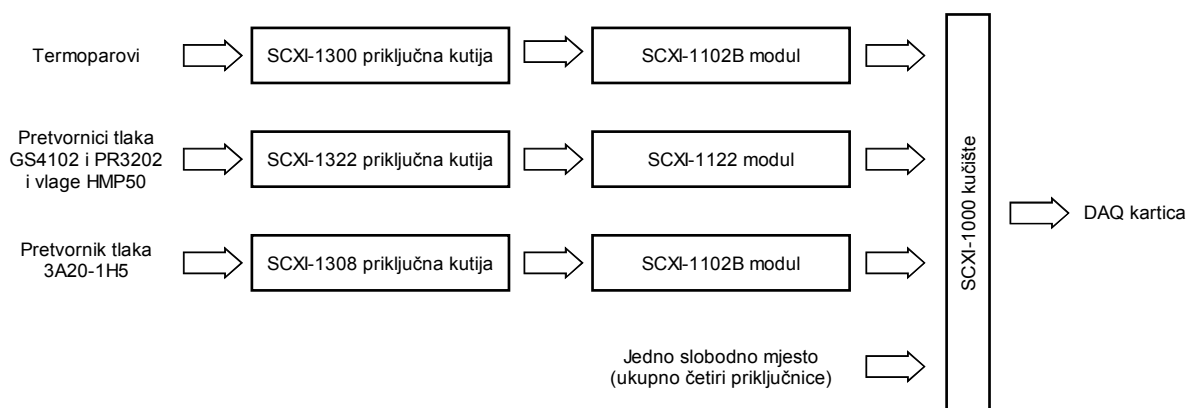 Termoparovi
SCXI-1300 priključna kutija
SCXI-1102B modul
Pretvornici tlaka
GS4102 i PR3202
i vlage HMP50
SCXI-1322 priključna kutija
SCXI-1122 modul
Pretvornik tlaka
3A20-1H5
SCXI-1308 priključna kutija
SCXI-1102B modul
Jedno slobodno mjesto
(ukupno četiri priključnice)
SCXI-1000 kučište
DAQ kartica